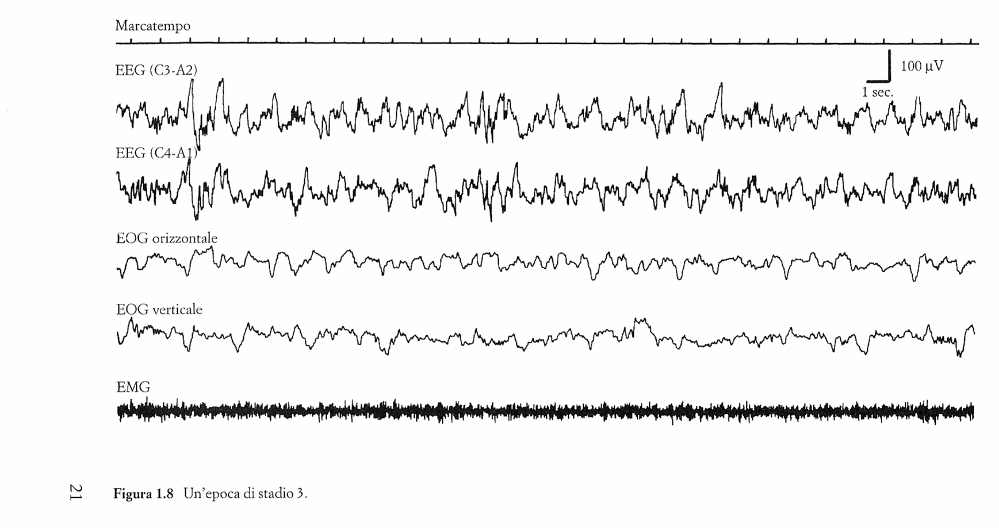 Marcatempo
EEG (C3-A2)
100 µV
1 sec.
EEG (C4-A1)
EOG orizzontale
EOG verticale
EMG
21
Figura 1.8 Un'epoca di stadio 3.